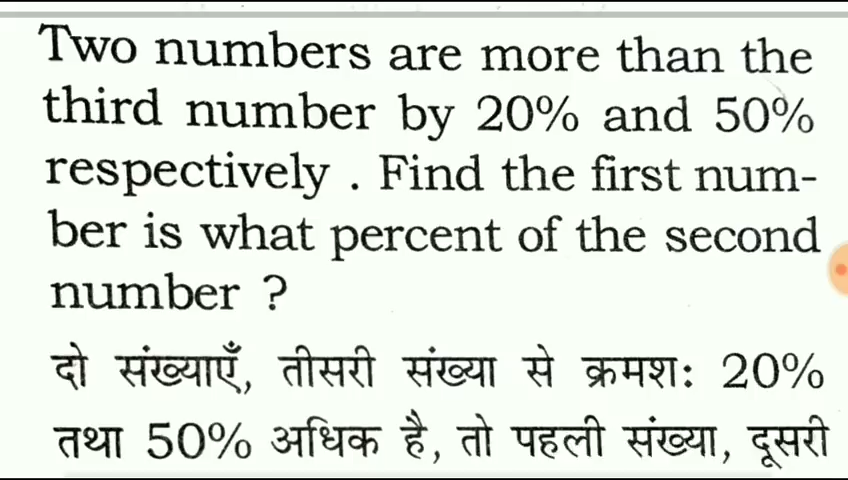 Two numbers are more than the
third number by 20% and 50%
respectively . Find the first num-
ber is what percent of the second
number ?
दो संख्याएँ, तीसरी संख्या से क्रमशः 20%
तथा 50% अधिक है, तो पहली संख्या, दूसरी